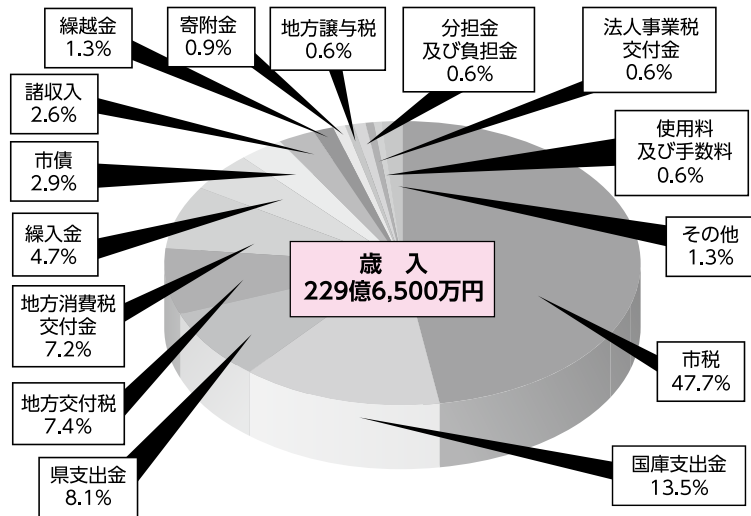 繰越金
1.3%
寄附金
0.9%
地方譲与税
0.6%
分担金
及び負担金
0.6%
法人事業税
交付金
0.6%
諸収入
2.6%
使用料
及び手数料
0.6%
市債
2.9%
その他
1.3%
繰入金
4.7%
歳 入
229億6,500万円
地方消費税
交付金
7.2%
市税
47.7%
地方交付税
7.4%
県支出金
8.1%
国庫支出金
13.5%